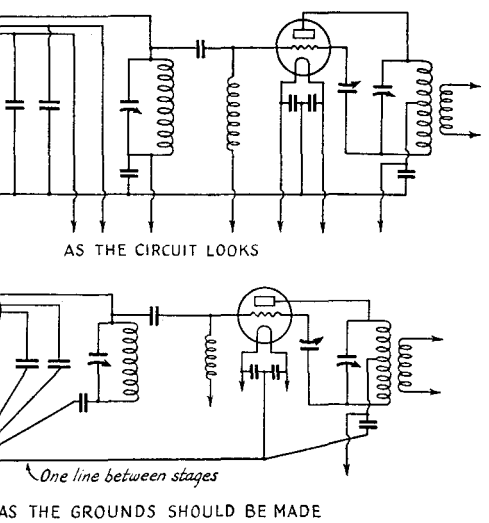 AS THE CIRCUIT LOOKS
One line between stages
AS THE GROUNDS SHOULD BE MADE